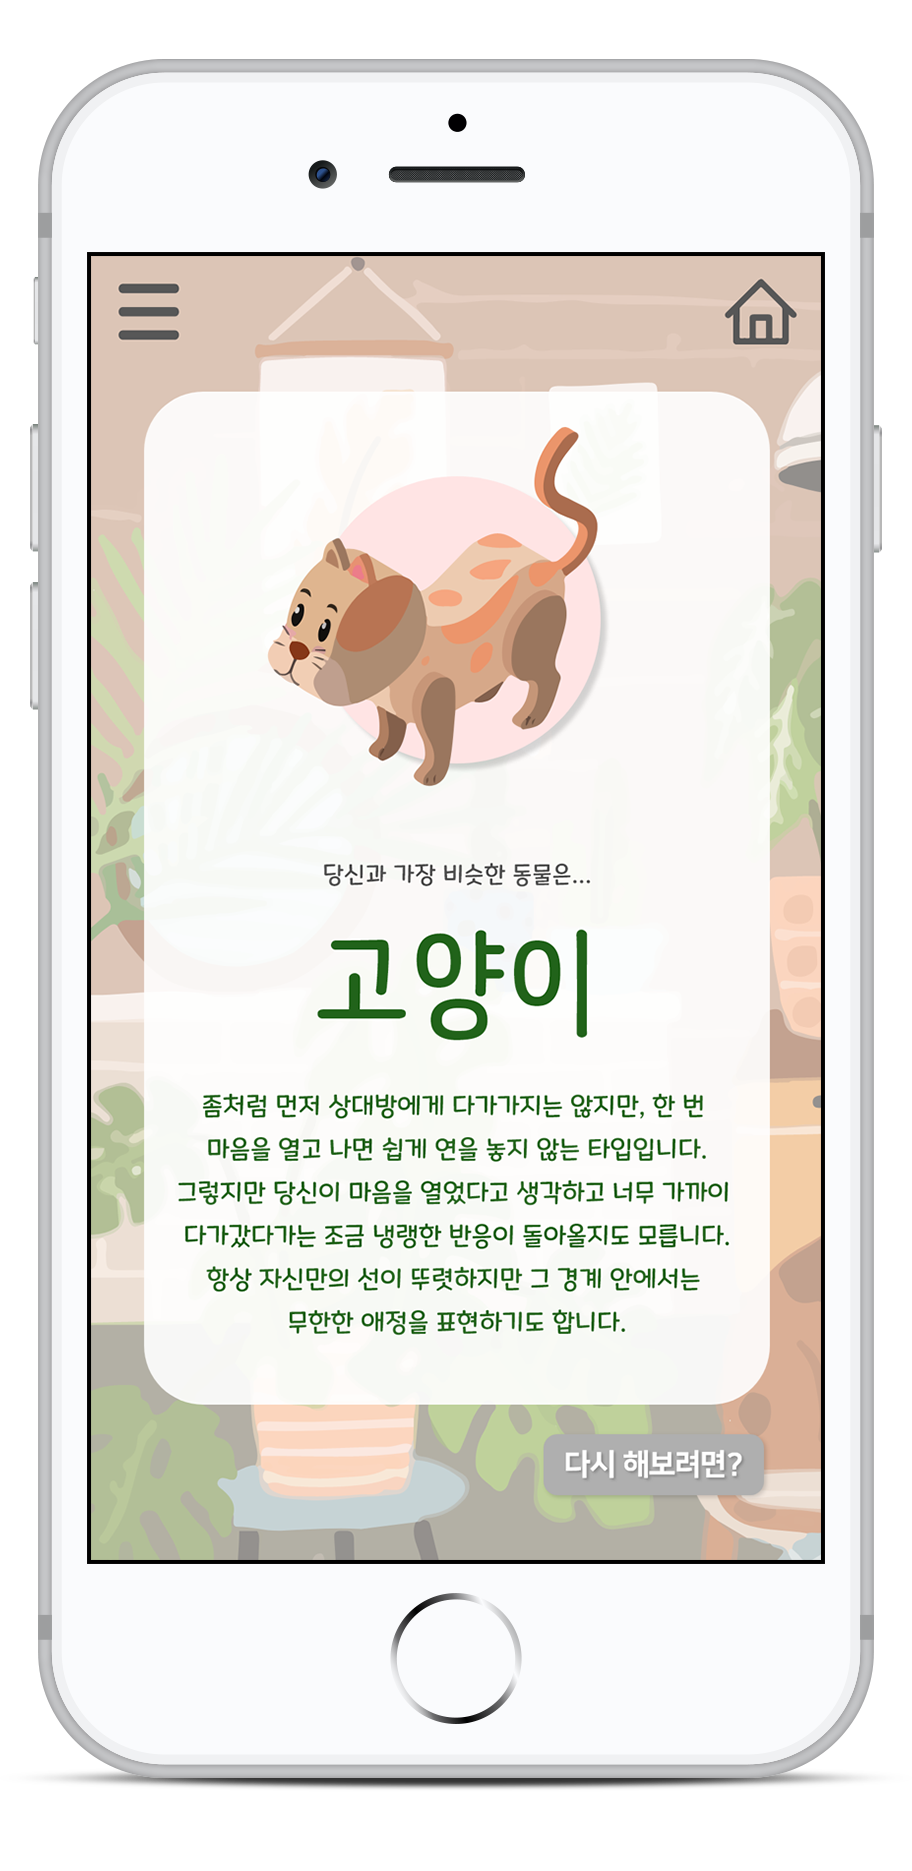 당신과 가장 비슷한 동물은...
고양이
좀처럼 먼저 상대방에게 다가가지는 않지만, 한 번
마음을 열고 나면 쉽게 연을 놓지 않는 타입입니다.
그렇지만 당신이 마음을 열었다고 생각하고 너무 가까이
다가갔다가는 조금 냉랭한 반응이 돌아올지도 모릅니다.
항상 자신만의 선이 뚜렷하지만 그 경계 안에서는
무한한 애정을 표현하기도 합니다.
다시 해보려면?